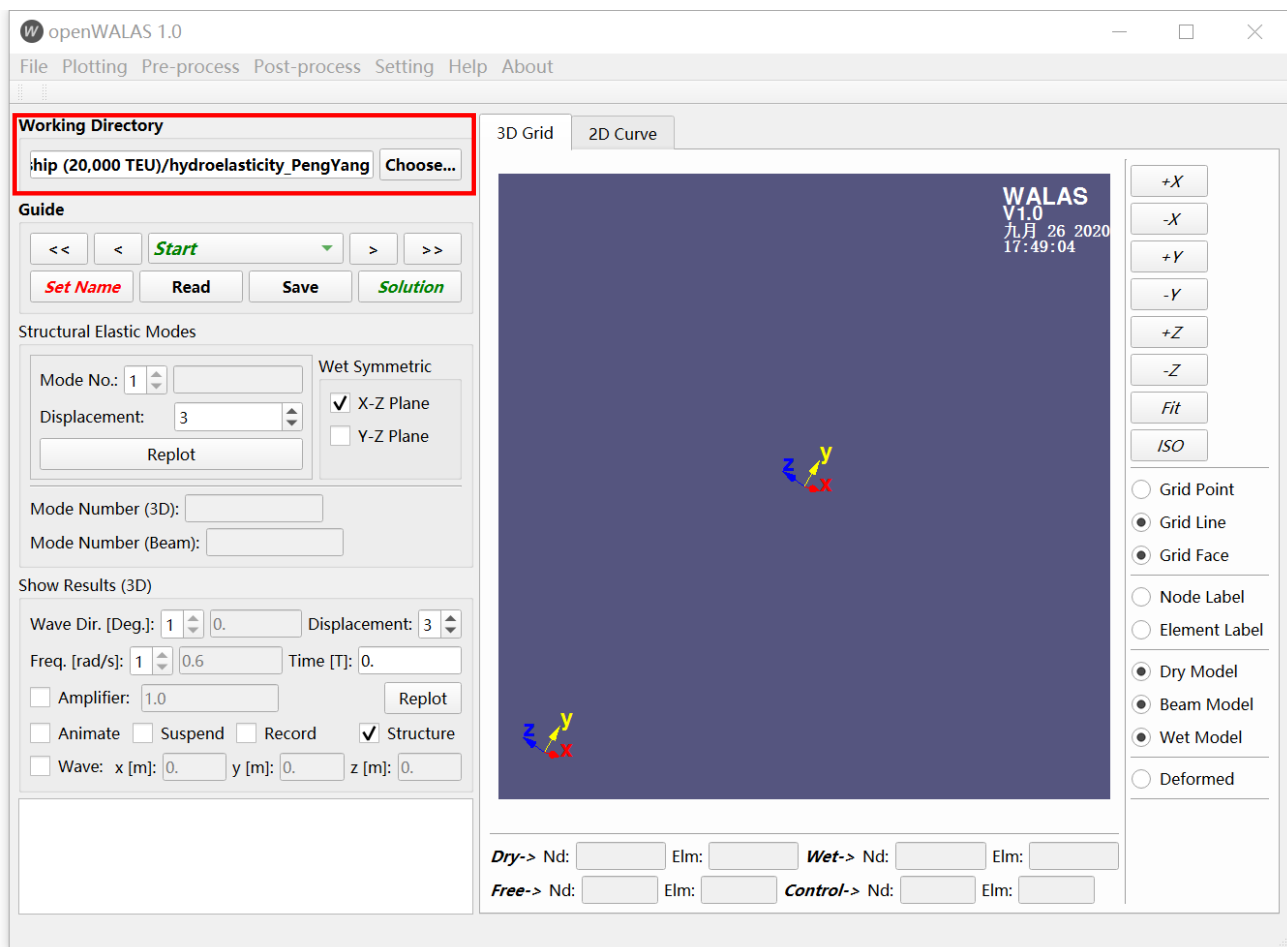 W openWALAS 1.0
File Plotting Pre-process Post-process Setting Help About
Working Directory
ship (20,000 TEU)/hydroelasticity_PengYang Choose...
Guide
<< < Start > >>
Set Name Read Save Solution
Structural Elastic Modes
Mode No.: 1
Displacement: 3
Replot
Wet Symmetric
X-Z Plane
Y-Z Plane
Mode Number (3D):
Mode Number (Beam):
Show Results (3D)
Wave Dir. [Deg.]: 1 0. Displacement: 3
Freq. [rad/s]: 1 0.6 Time [T]: 0.
Amplifier: 1.0 Replot
Animate Suspend Record Structure
Wave: x [m]: 0. y [m]: 0. z [m]: 0.
3D Grid 2D Curve
WALAS
V1.0
九月 26 2020
17:49:04
z y x
z y x
+X
-X
+Y
-Y
+Z
-Z
Fit
ISO
Grid Point
Grid Line
Grid Face
Node Label
Element Label
Dry Model
Beam Model
Wet Model
Deformed
Dry-> Nd: Elm: Wet-> Nd: Elm:
Free-> Nd: Elm: Control-> Nd: Elm: